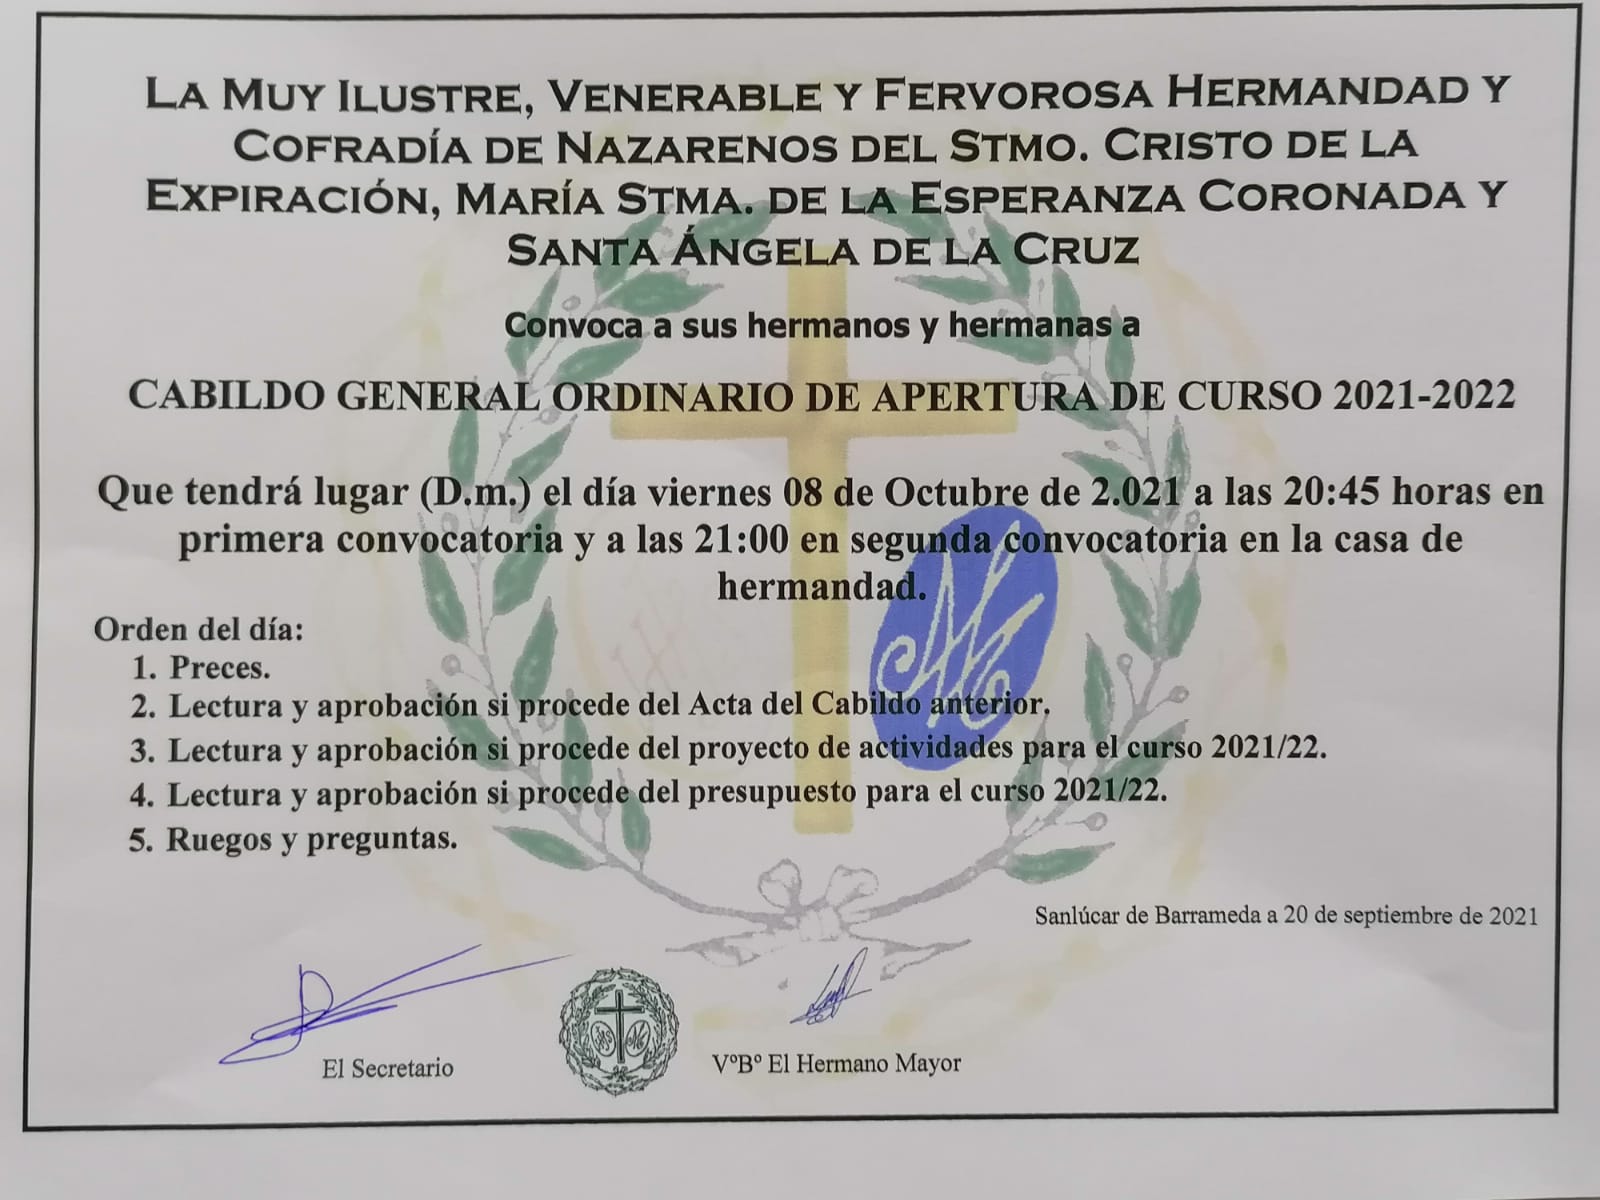 LA MUY ILUSTRE, VENERABLE Y FERVOROSA HERMANDAD Y
COFRADÍA DE NAZARENOS DEL STMO. CRISTO DE LA
EXPIRACIÓN, MARÍA STMA. DE LA ESPERANZA CORONADA Y
SANTA ÁNGELA DE LA CRUZ
Convoca a sus hermanos y hermanas a
CABILDO GENERAL ORDINARIO DE APERTURA DE CURSO 2021-2022
Que tendrá lugar (D.m.) el día viernes 08 de Octubre de 2.021 a las 20:45 horas en
primera convocatoria y a las 21:00 en segunda convocatoria en la casa de
hermandad.
Orden del día:
1. Preces.
2. Lectura y aprobación si procede del Acta del Cabildo anterior.
3. Lectura y aprobación si procede del proyecto de actividades para el curso 2021/22.
4. Lectura y aprobación si procede del presupuesto para el curso 2021/22.
5. Ruegos y preguntas.
Sanlúcar de Barrameda a 20 de septiembre de 2021
El Secretario
VºBº El Hermano Mayor